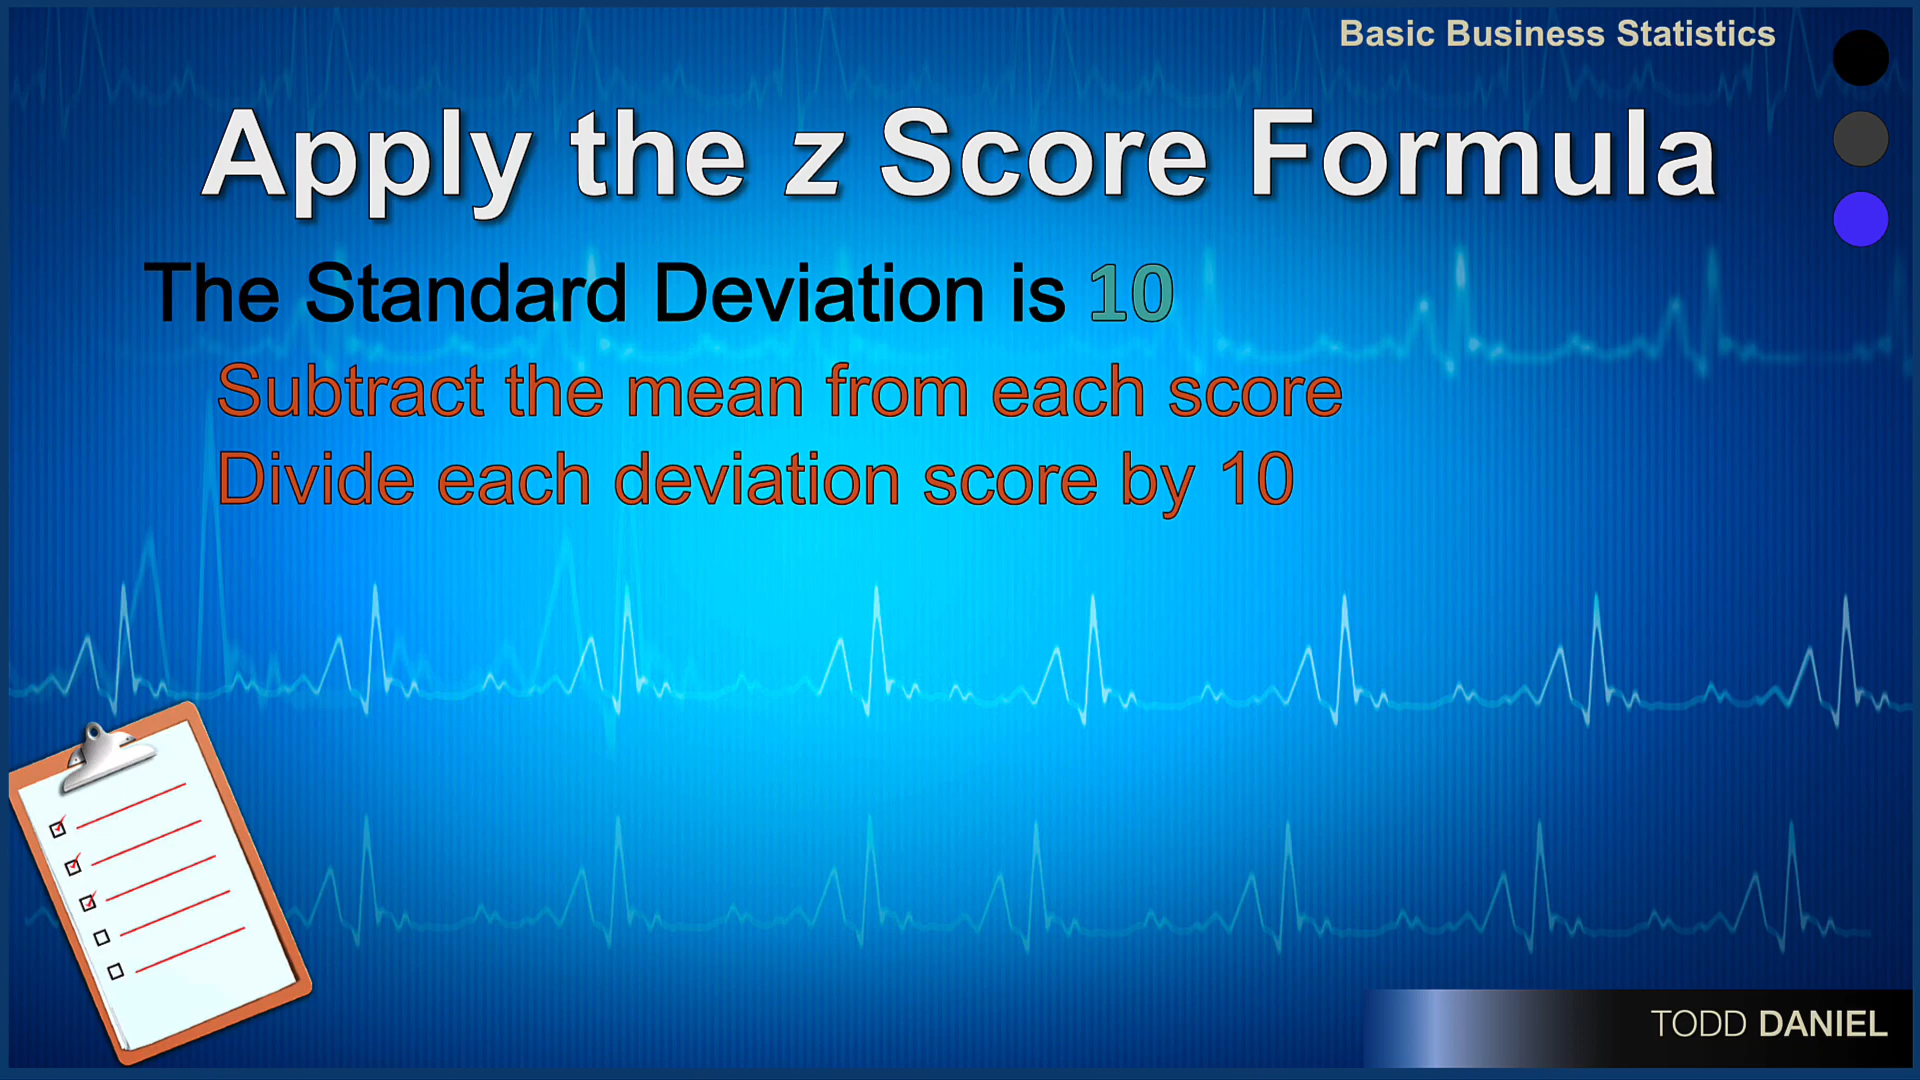 Basic Business Statistics
Apply the z Score Formula
The Standard Deviation is 10
Subtract the mean from each score
Divide each deviation score by 10
TODD DANIEL